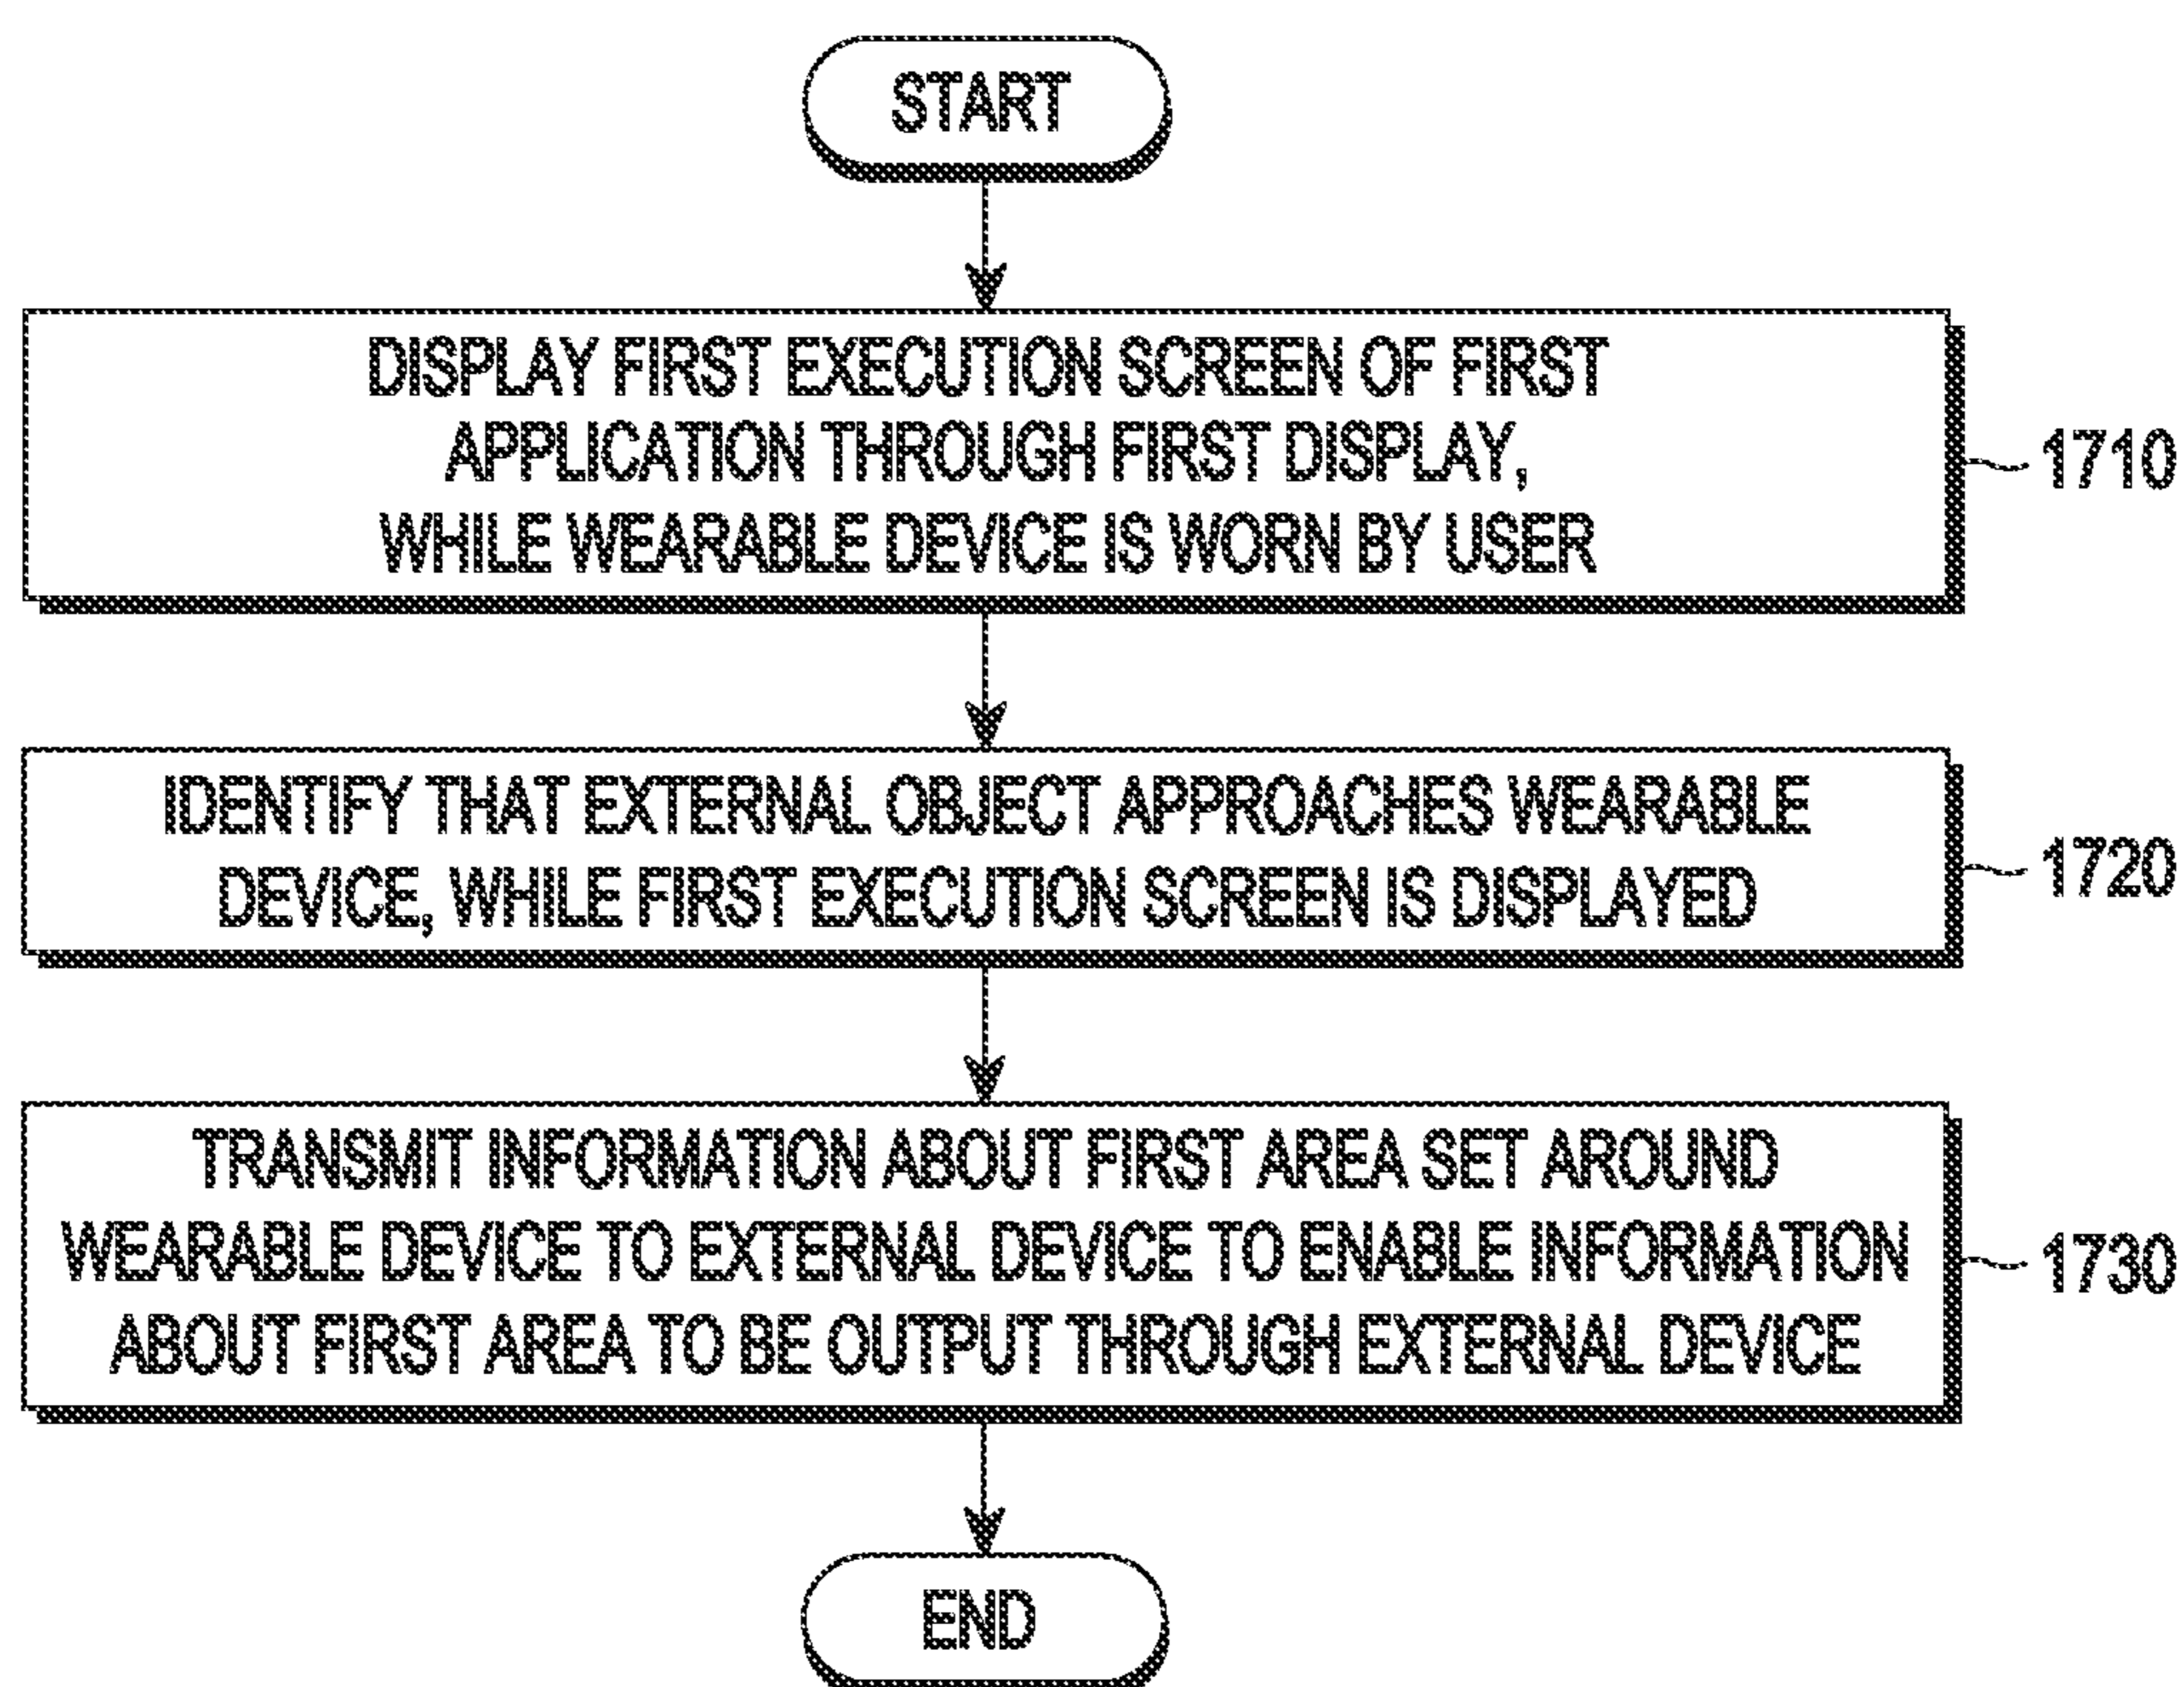 START
DISPLAY FIRST EXECUTION SCREEN OF FIRST
APPLICATION THROUGH FIRST DISPLAY,
WHILE WEARABLE DEVICE IS WORN BY USER
1710
IDENTIFY THAT EXTERNAL OBJECT APPROACHES WEARABLE
DEVICE, WHILE FIRST EXECUTION SCREEN IS DISPLAYED
1720
TRANSMIT INFORMATION ABOUT FIRST AREA SET AROUND
WEARABLE DEVICE TO EXTERNAL DEVICE TO ENABLE INFORMATION
ABOUT FIRST AREA TO BE OUTPUT THROUGH EXTERNAL DEVICE
1730
END